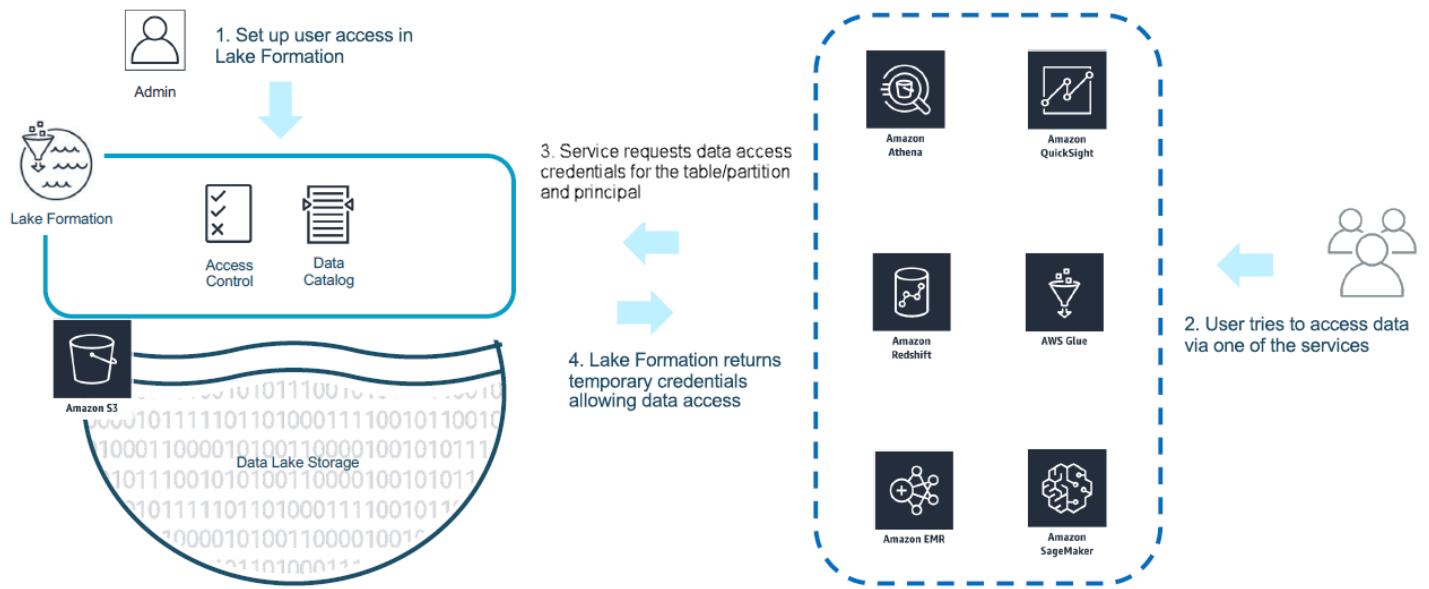 1. Set up user access in
Lake Formation
Admin
Lake Formation
Access
Control
Data
Catalog
Amazon S3
Data Lake Storage
3. Service requests data access
credentials for the table/partition
and principal
4. Lake Formation returns
temporary credentials
allowing data access
Amazon
Athena
Amazon
QuickSight
Amazon
Redshift
AWS Glue
Amazon EMR
Amazon
SageMaker
2. User tries to access data
via one of the services